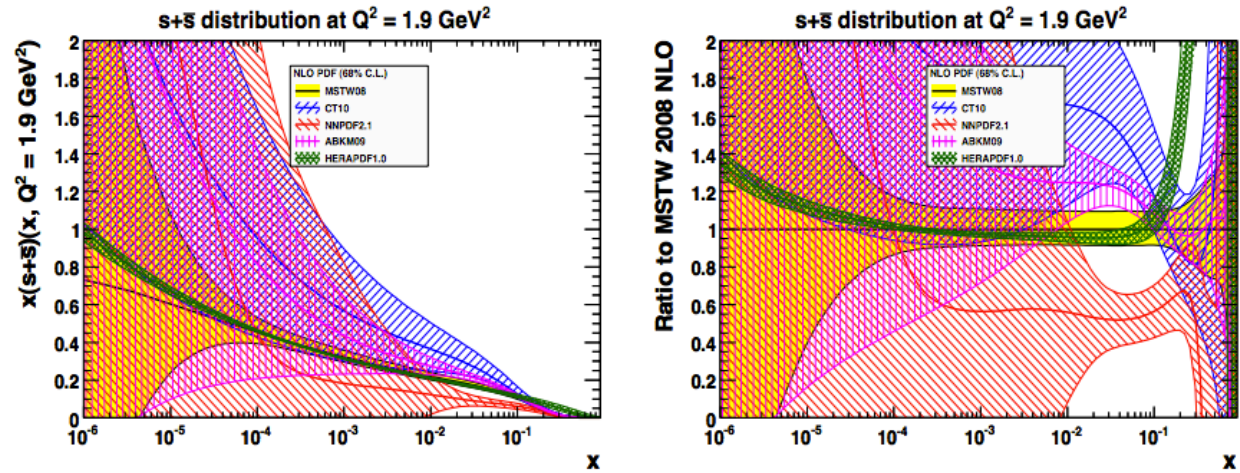 s+s̅ distribution at Q² = 1.9 GeV²
x(s+s̅)(x, Q² = 1.9 GeV²)
2
1.8
1.6
1.4
1.2
1
0.8
0.6
0.4
0.2
0
NLO PDF (68% C.L.)
MSTW08
CT10
NNPDF2.1
ABKM09
HERAPDF1.0
10⁻⁶ 10⁻⁵ 10⁻⁴ 10⁻³ 10⁻² 10⁻¹
x
s+s̅ distribution at Q² = 1.9 GeV²
Ratio to MSTW 2008 NLO
2
1.8
1.6
1.4
1.2
1
0.8
0.6
0.4
0.2
0
NLO PDF (68% C.L.)
MSTW08
CT10
NNPDF2.1
ABKM09
HERAPDF1.0
10⁻⁶ 10⁻⁵ 10⁻⁴ 10⁻³ 10⁻² 10⁻¹
x